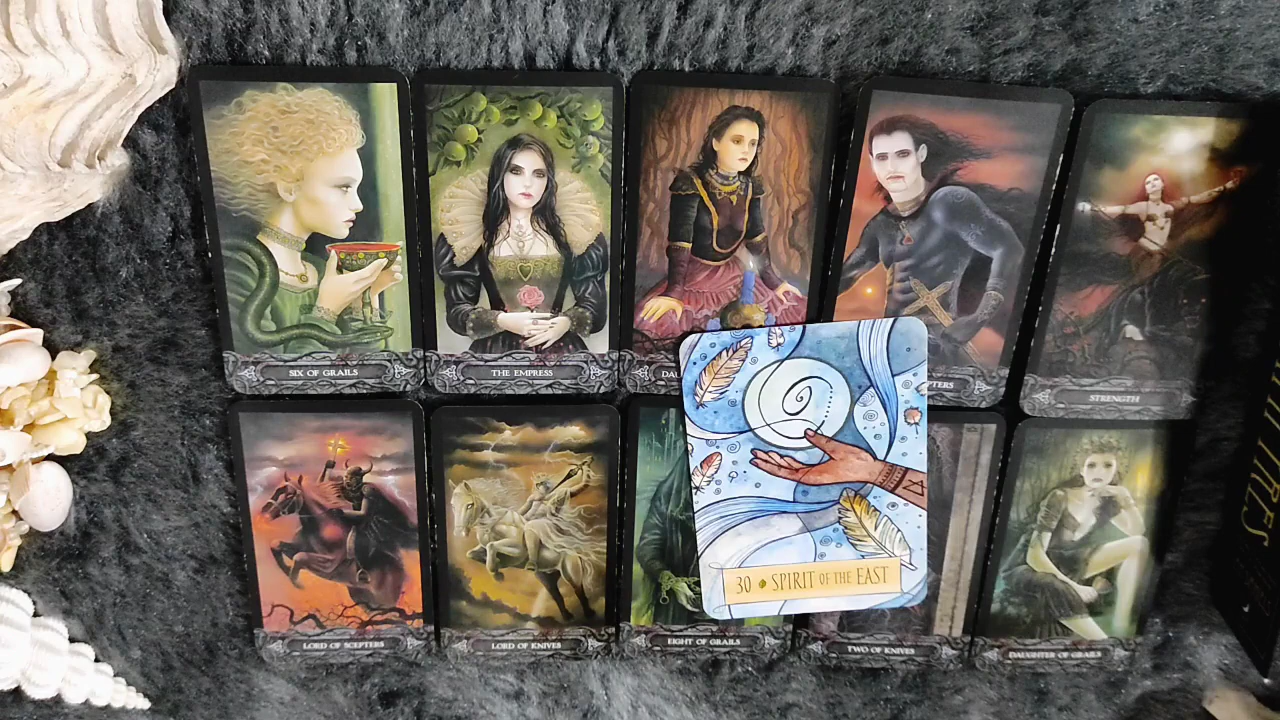 SIX OF GRAILS
THE EMPRESS
STRENGTH
LORD OF SCEPTERS
LORD OF KNIVES
EIGHT OF GRAILS
TWO OF KNIVES
DAUGHTER OF GRAILS
30 SPIRIT OF THE EAST